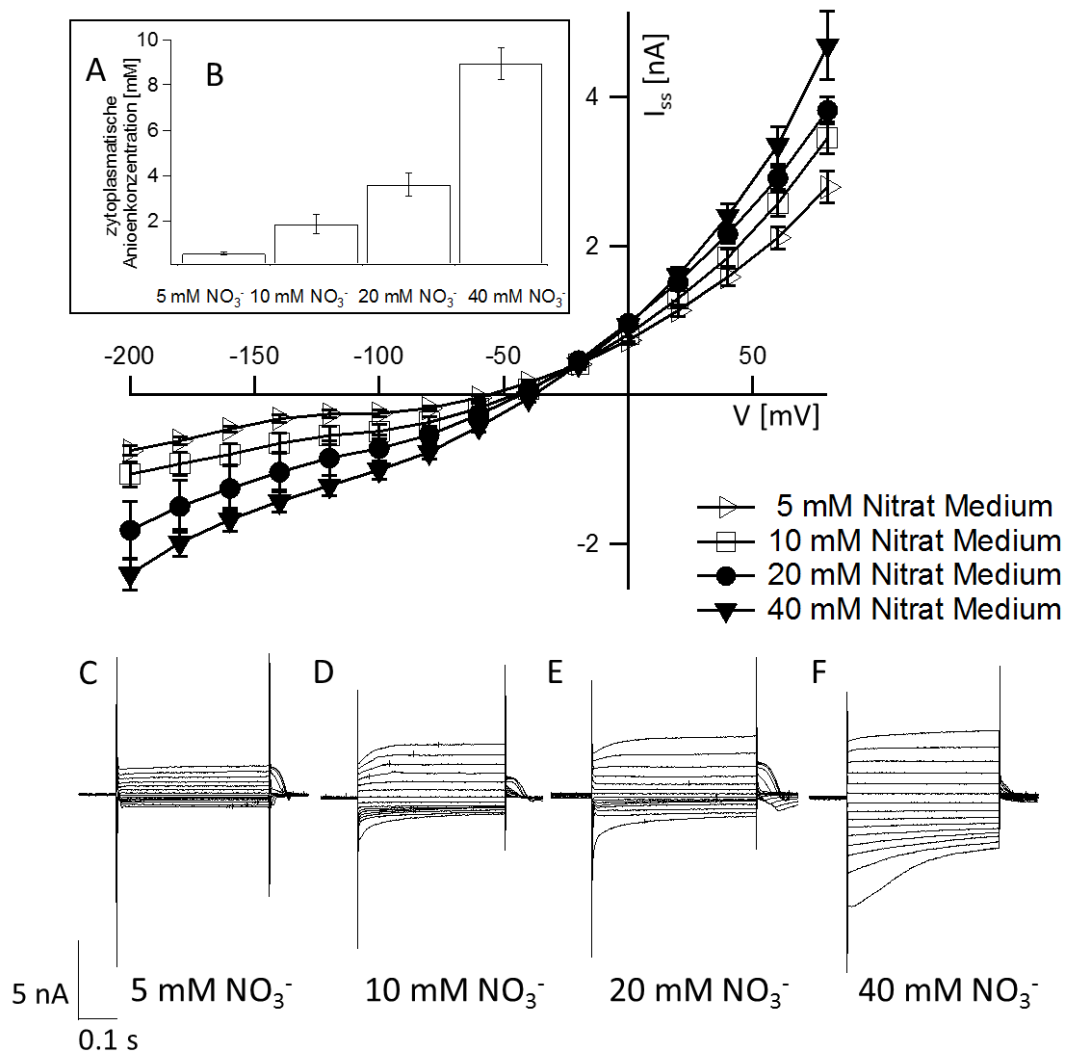 A
B
zytoplasmatische
Anioenkonzentration [mM]
10
8
6
4
2
5 mM NO₃⁻
10 mM NO₃⁻
20 mM NO₃⁻
40 mM NO₃⁻
I_ss [nA]
4
2
-2
-200
-150
-100
-50
50
V [mV]
5 mM Nitrat Medium
10 mM Nitrat Medium
20 mM Nitrat Medium
40 mM Nitrat Medium
C
D
E
F
5 nA
0.1 s
5 mM NO₃⁻
10 mM NO₃⁻
20 mM NO₃⁻
40 mM NO₃⁻